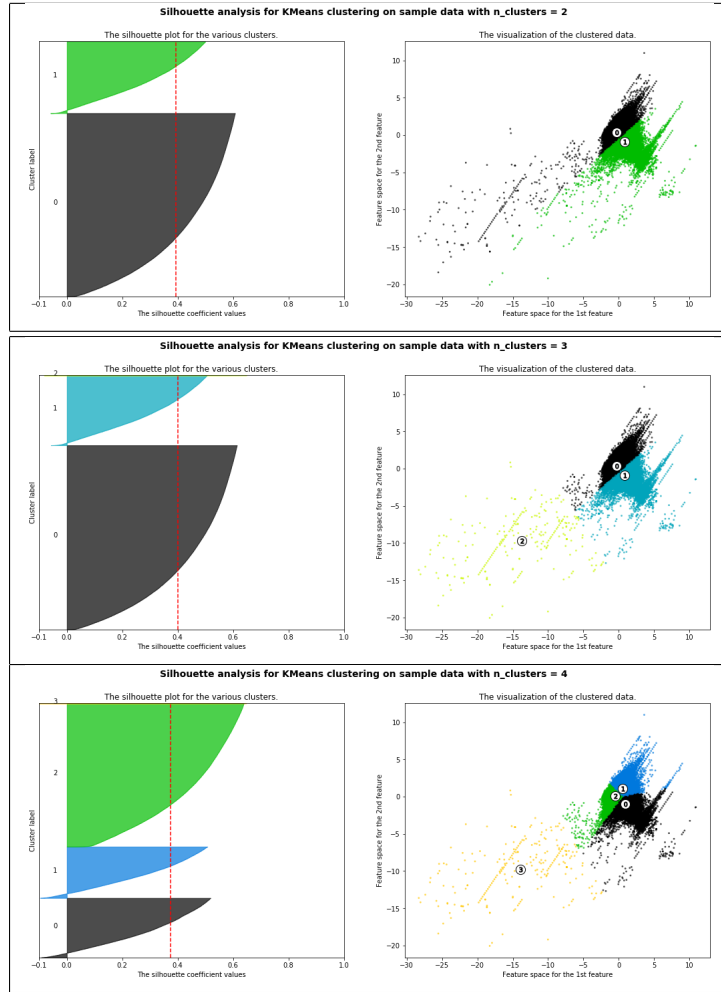 Silhouette analysis for KMeans clustering on sample data with n_clusters = 2
The silhouette plot for the various clusters.
Cluster label
1
0
−0.1 0.0 0.2 0.4 0.6 0.8 1.0
The silhouette coefficient values
The visualization of the clustered data.
Feature space for the 2nd feature
10
5
0
−5
−10
−15
−20
0
1
−30 −25 −20 −15 −10 −5 0 5 10
Feature space for the 1st feature
Silhouette analysis for KMeans clustering on sample data with n_clusters = 3
The silhouette plot for the various clusters.
Cluster label
2
1
0
−0.1 0.0 0.2 0.4 0.6 0.8 1.0
The silhouette coefficient values
The visualization of the clustered data.
Feature space for the 2nd feature
10
5
0
−5
−10
−15
−20
0
1
2
−30 −25 −20 −15 −10 −5 0 5 10
Feature space for the 1st feature
Silhouette analysis for KMeans clustering on sample data with n_clusters = 4
The silhouette plot for the various clusters.
Cluster label
3
2
1
0
−0.1 0.0 0.2 0.4 0.6 0.8 1.0
The silhouette coefficient values
The visualization of the clustered data.
Feature space for the 2nd feature
10
5
0
−5
−10
−15
−20
1
2
0
3
−30 −25 −20 −15 −10 −5 0 5 10
Feature space for the 1st feature